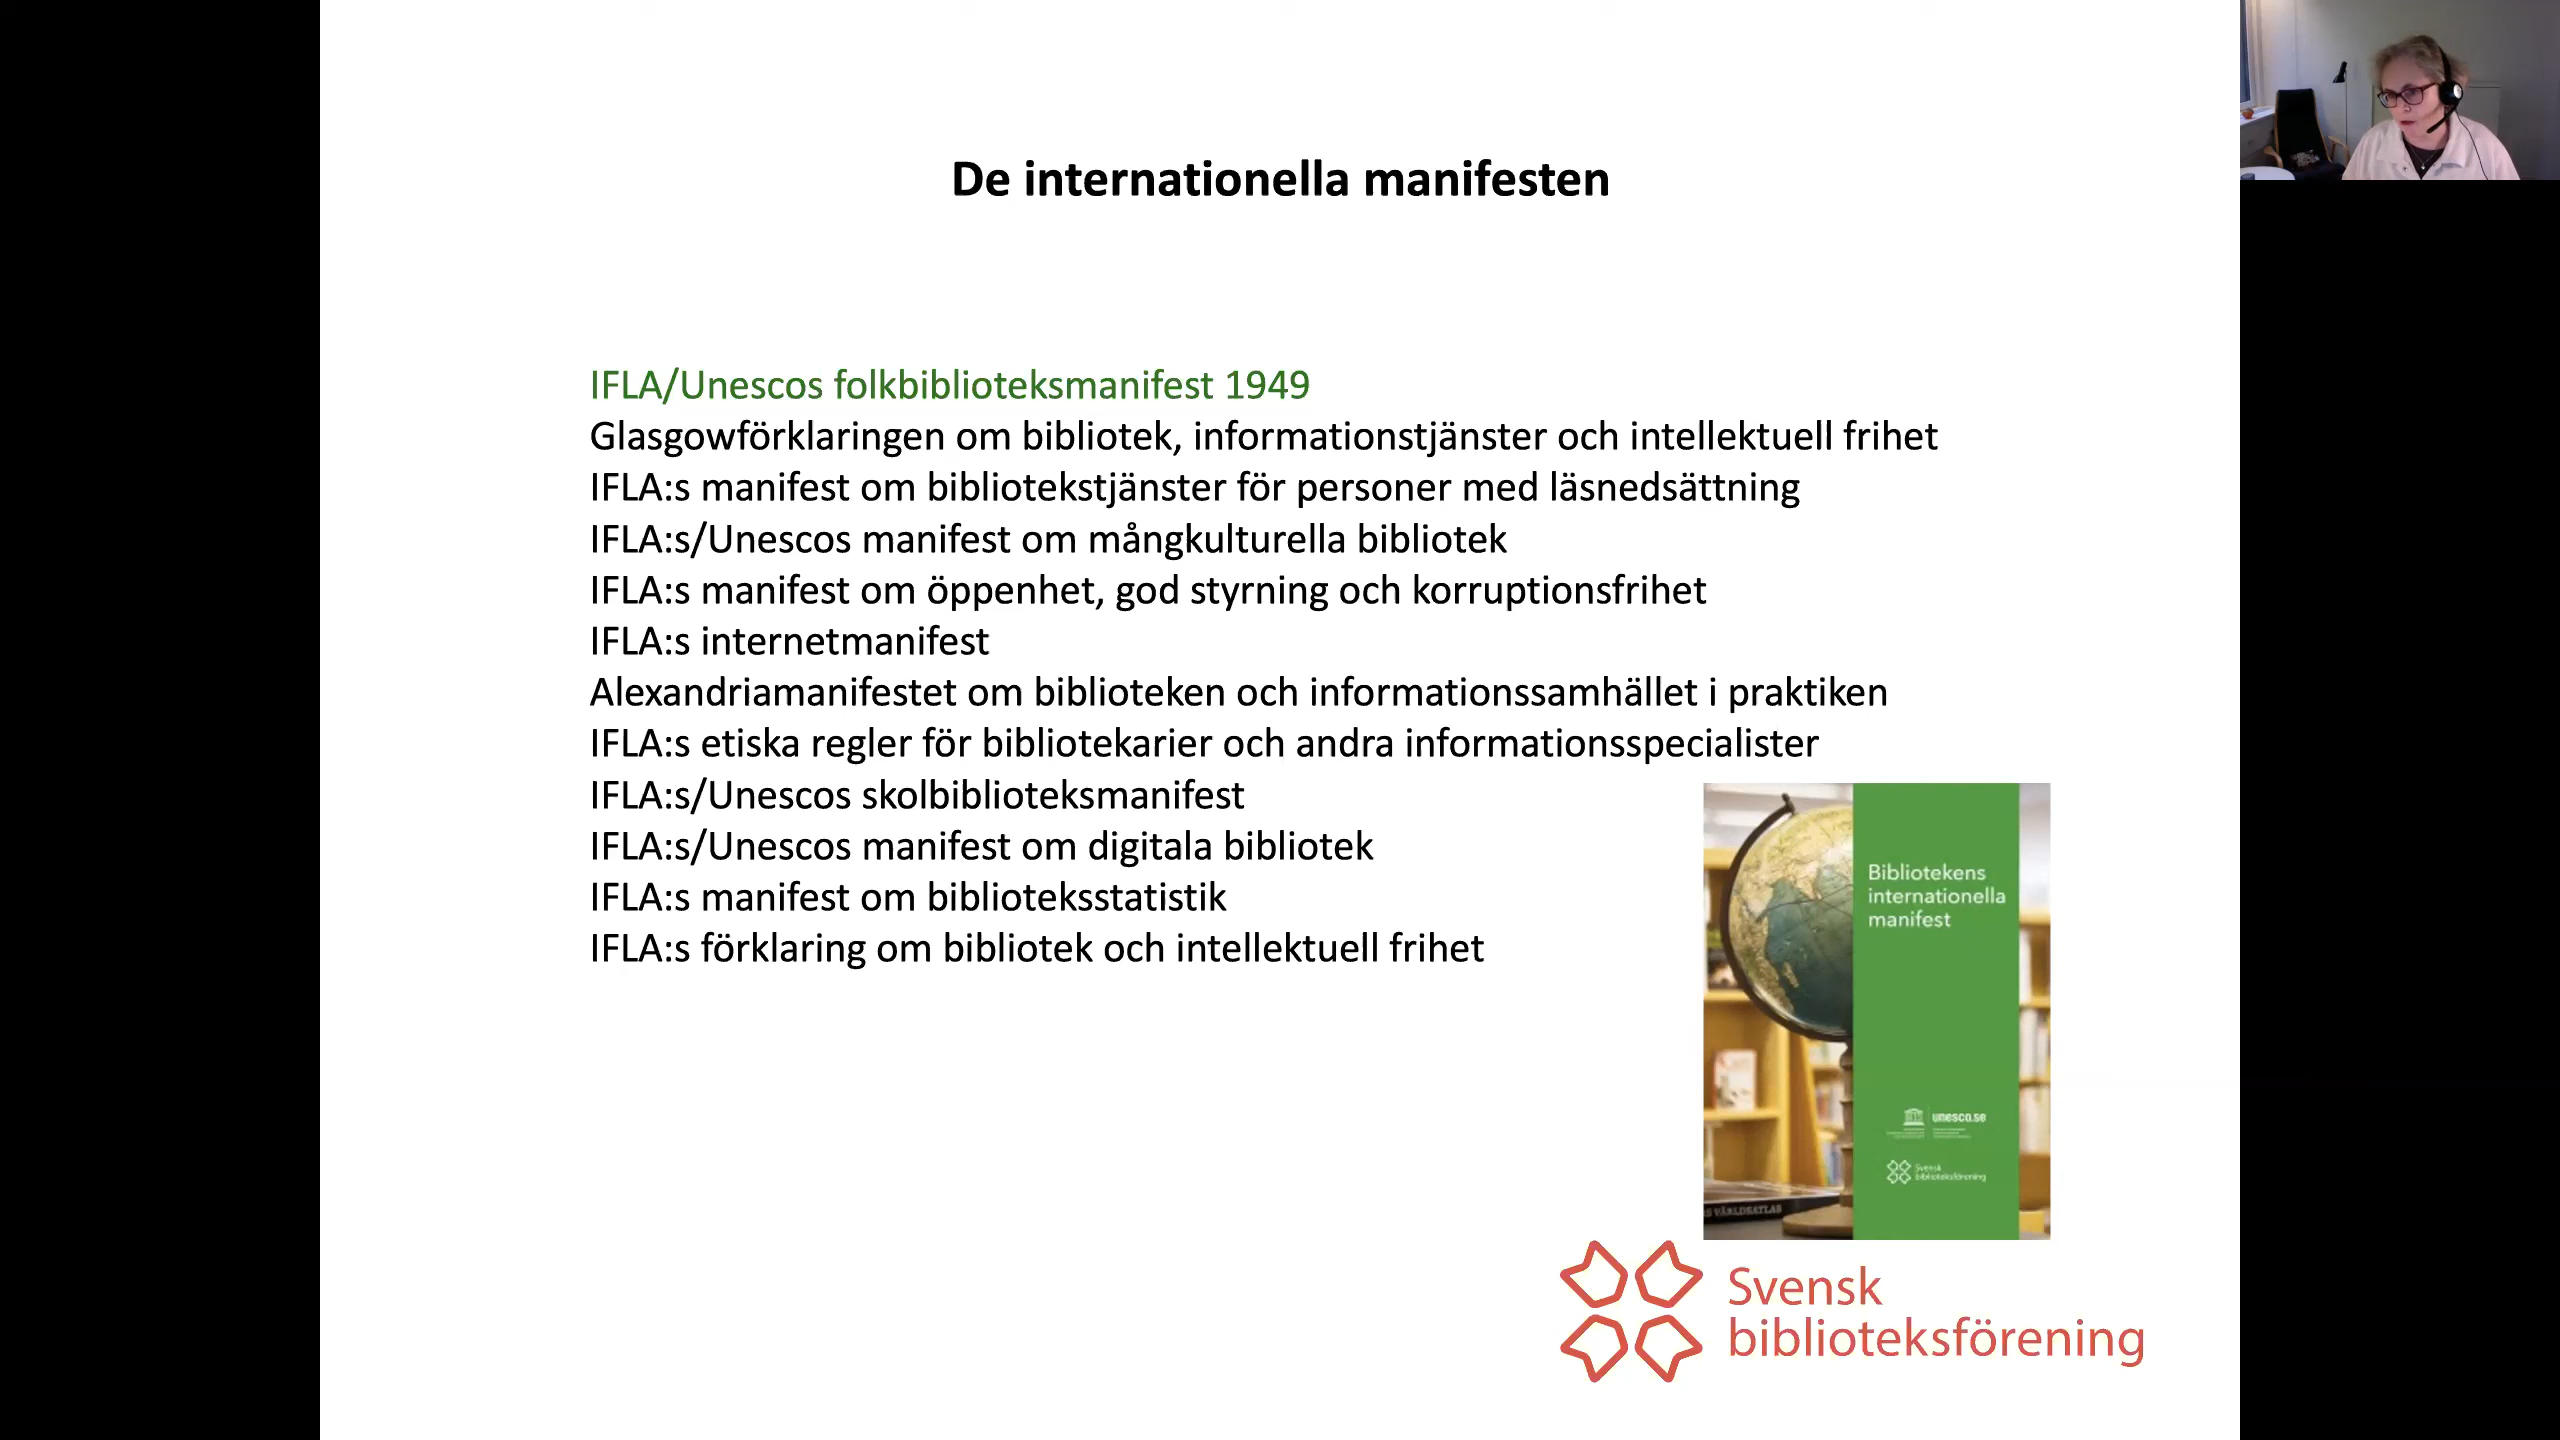 De internationella manifesten
IFLA/Unescos folkbiblioteksmanifest 1949
Glasgowförklaringen om bibliotek, informationstjänster och intellektuell frihet
IFLA:s manifest om bibliotekstjänster för personer med läsnedsättning
IFLA:s/Unescos manifest om mångkulturella bibliotek
IFLA:s manifest om öppenhet, god styrning och korruptionsfrihet
IFLA:s internetmanifest
Alexandriamanifestet om biblioteken och informationssamhället i praktiken
IFLA:s etiska regler för bibliotekarier och andra informationsspecialister
IFLA:s/Unescos skolbiblioteksmanifest
IFLA:s/Unescos manifest om digitala bibliotek
IFLA:s manifest om biblioteksstatistik
IFLA:s förklaring om bibliotek och intellektuell frihet
Bibliotekens
internationella
manifest
unesco.se
Svensk
biblioteksförening
VÄRLDSATLAS
Svensk
biblioteksförening